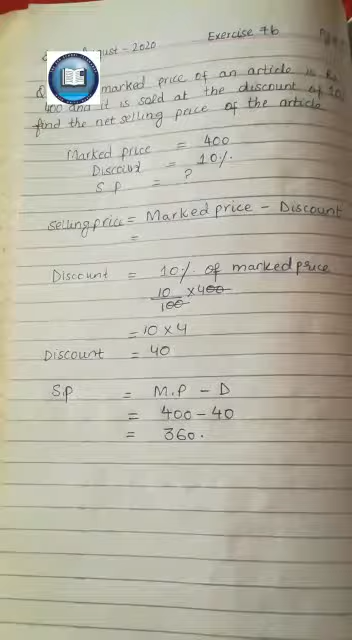 August - 2020 Exercise 7b
Q marked price of an article is Rs
400 and it is sold at the discount of 10
find the net selling price of the article
Marked price = 400
Discount = 10%
S P = ?
Selling price = Marked price - Discount
=
Discount = 10% of marked price
10/100 × 400
= 10 × 4
Discount = 40
S.p = M.P - D
= 400 - 40
= 360.